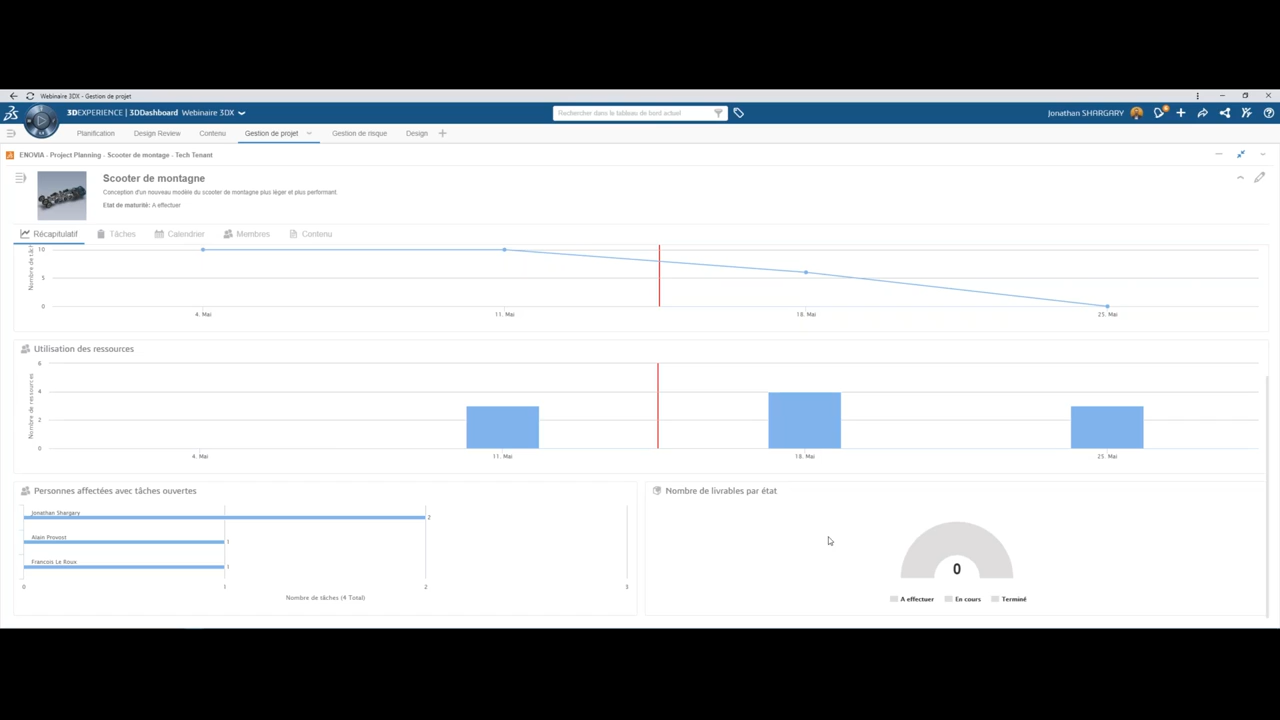 Webinaire 3DX - Gestion de projet
3DEXPERIENCE | 3DDashboard Webinaire 3DX
Rechercher dans le tableau de bord actuel
Jonathan SHARGARY
Planification
Design Review
Contenu
Gestion de projet
Gestion de risque
Design
ENOVIA - Project Planning - Scooter de montage - Tech Tenant
Scooter de montagne
Conception d'un nouveau modèle du scooter de montagne plus léger et plus performant.
Etat de maturité: A effectuer
Récapitulatif
Tâches
Calendrier
Membres
Contenu
Nombre de tâch
10
5
0
4. Mai
11. Mai
18. Mai
25. Mai
Utilisation des ressources
Nombre de ressources
6
4
2
0
4. Mai
11. Mai
18. Mai
25. Mai
Personnes affectées avec tâches ouvertes
Jonathan Shargary
2
Alain Provost
1
Francois Le Roux
1
0
1
2
3
Nombre de tâches (4 Total)
Nombre de livrables par état
0
A effectuer
En cours
Terminé